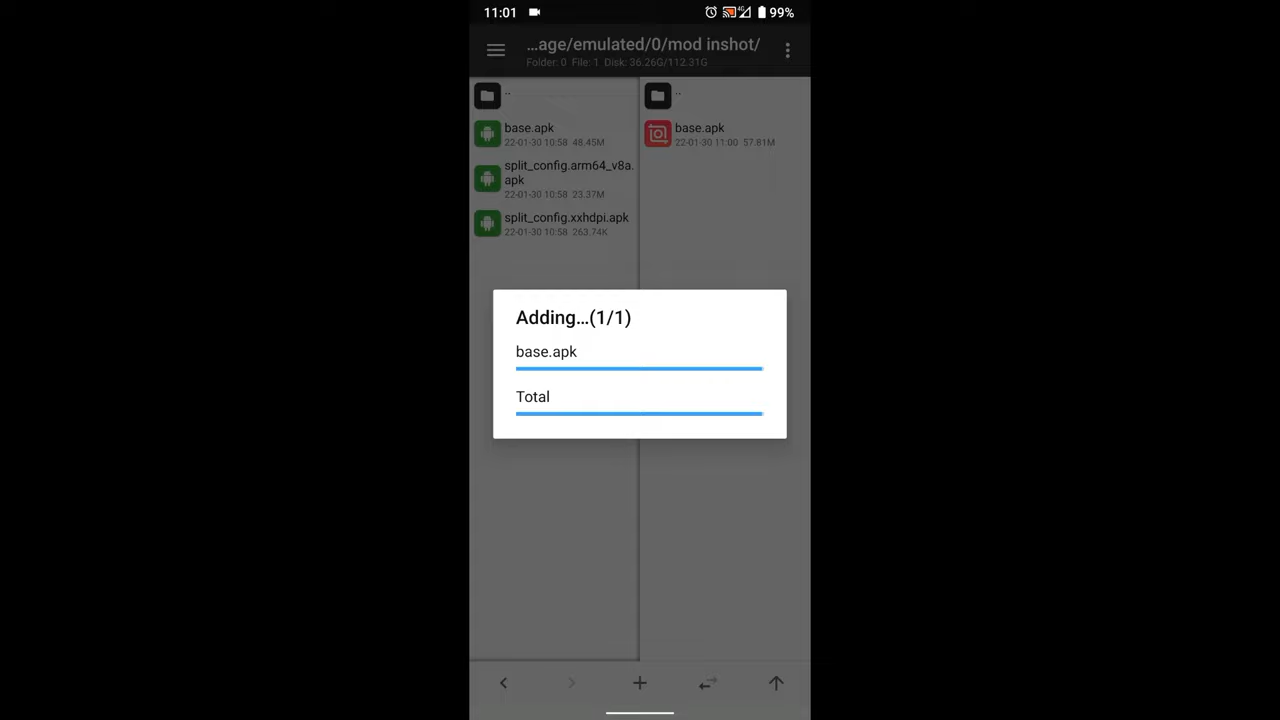 11:01
99%
...age/emulated/0/mod inshot/
Folder: 0 File: 1 Disk: 36.26G/112.31G
..
base.apk
22-01-30 10:58 48.45M
split_config.arm64_v8a.
apk
22-01-30 10:58 23.37M
split_config.xxhdpi.apk
22-01-30 10:58 263.74K
..
base.apk
22-01-30 11:00 57.81M
Adding...(1/1)
base.apk
Total